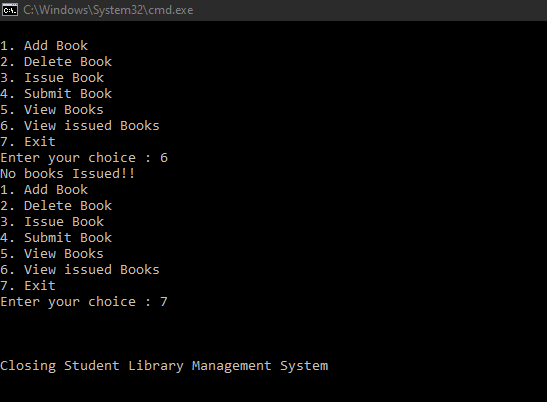 C:\Windows\System32\cmd.exe
1. Add Book
2. Delete Book
3. Issue Book
4. Submit Book
5. View Books
6. View issued Books
7. Exit
Enter your choice : 6
No books Issued!!
1. Add Book
2. Delete Book
3. Issue Book
4. Submit Book
5. View Books
6. View issued Books
7. Exit
Enter your choice : 7
Closing Student Library Management System